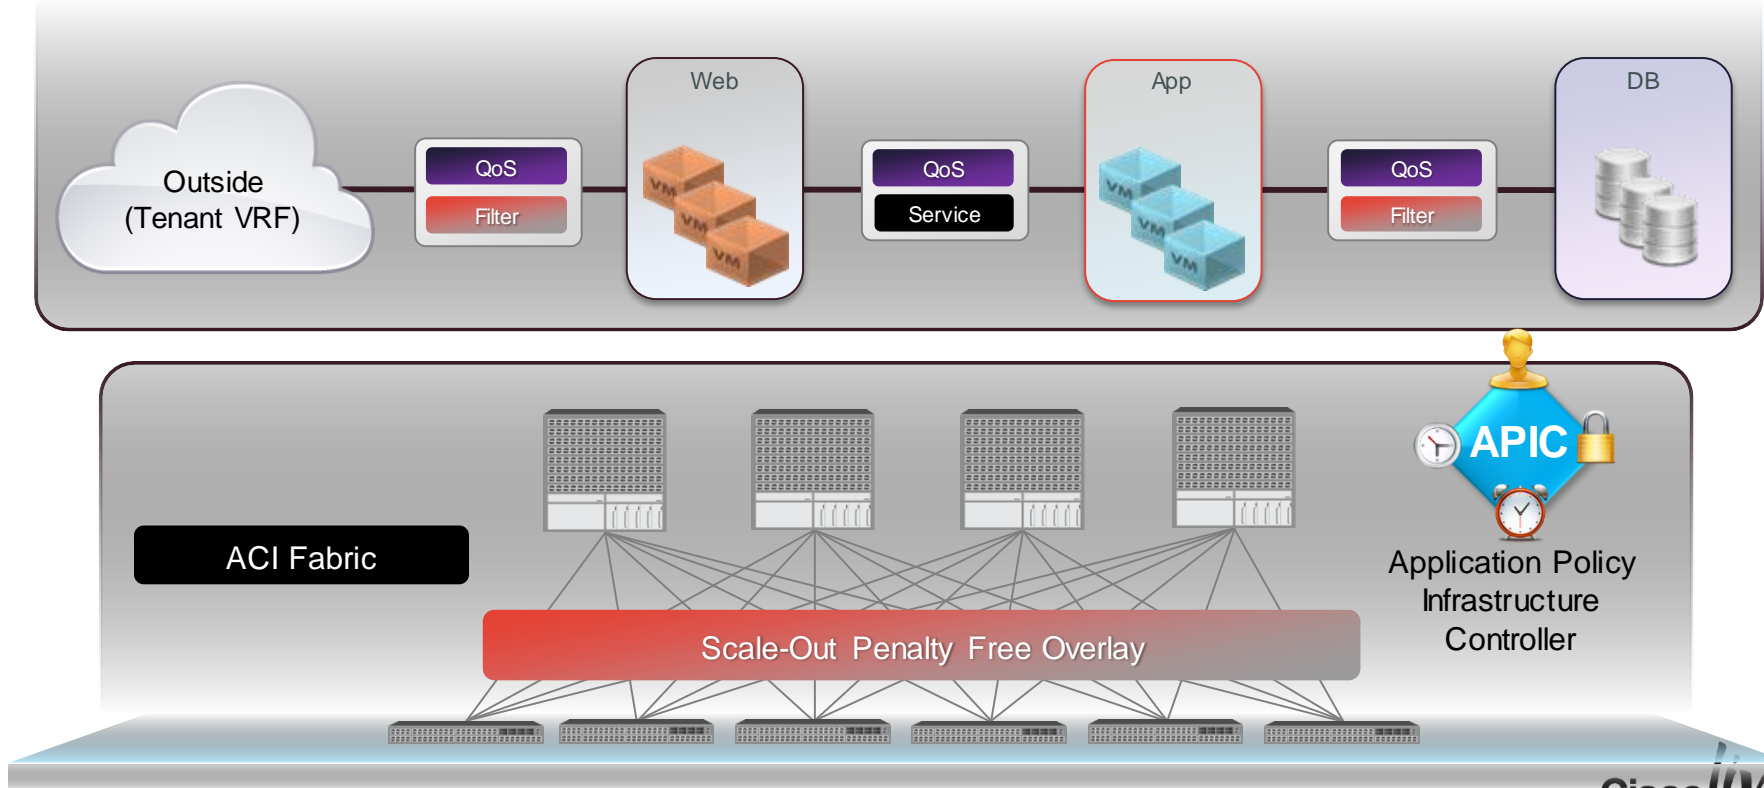 Web
App
DB
Outside
(Tenant VRF)
QoS
Filter
QoS
Service
QoS
Filter
VM
VM
VM
VM
VM
VM
APIC
ACI Fabric
Application Policy
Infrastructure
Controller
Scale-Out Penalty Free Overlay